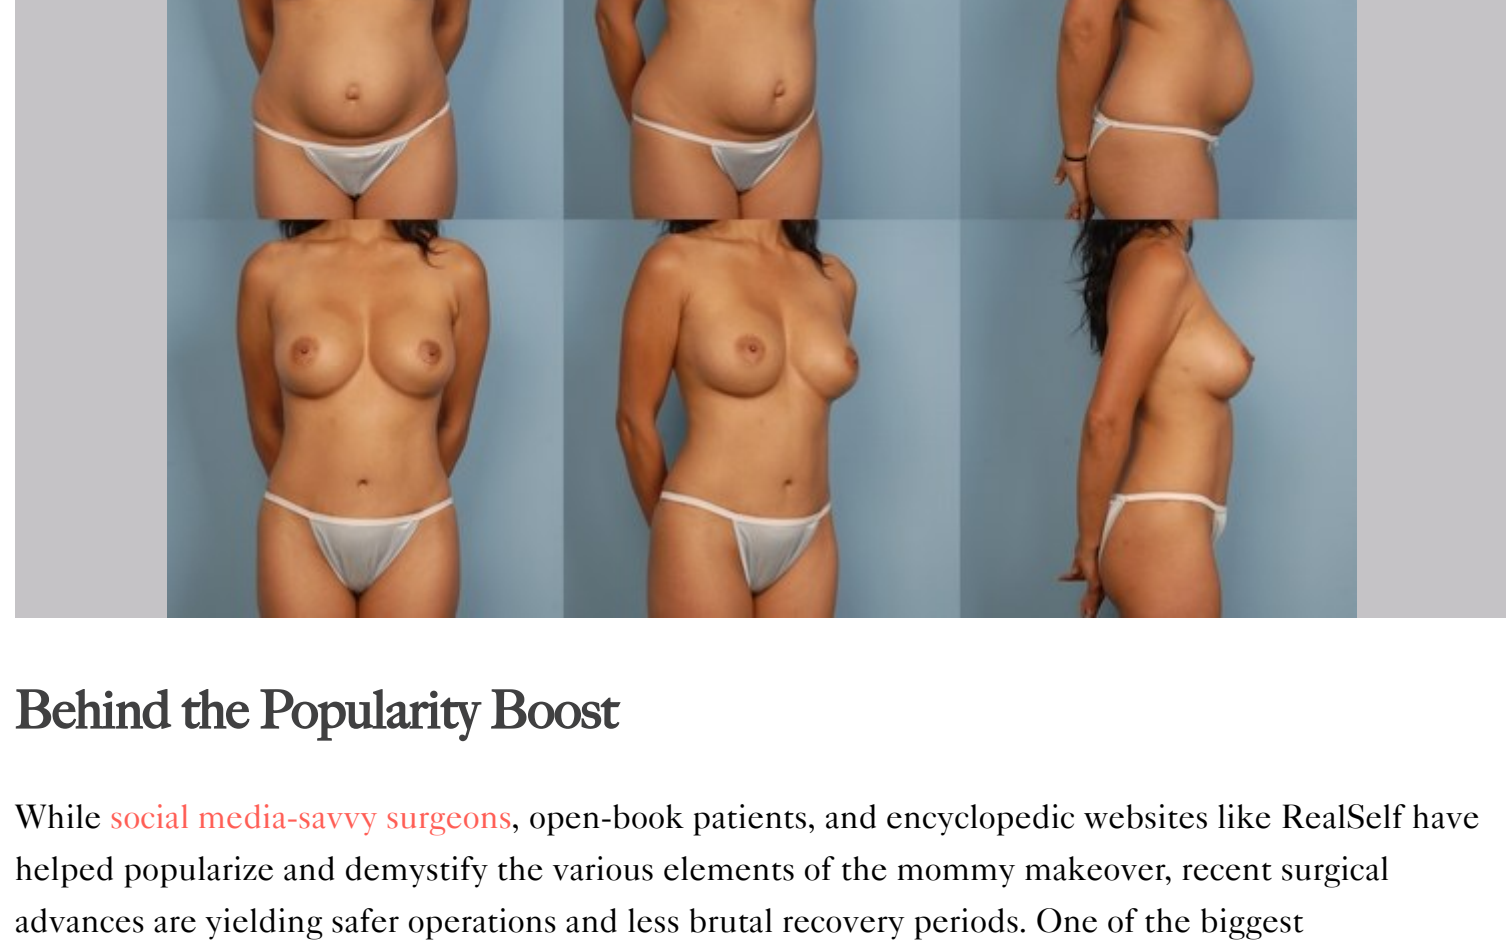 Behind the Popularity Boost
While social media-savvy surgeons, open-book patients, and encyclopedic websites like RealSelf have
helped popularize and demystify the various elements of the mommy makeover, recent surgical
advances are yielding safer operations and less brutal recovery periods. One of the biggest